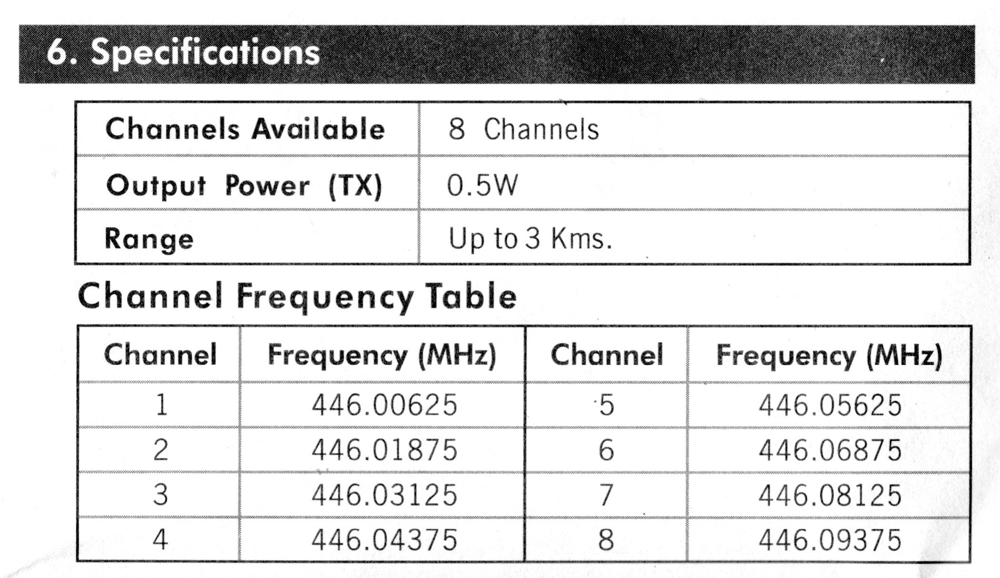 6. Specifications
Channels Available 8 Channels
Output Power (TX) 0.5W
Range Up to 3 Kms.
Channel Frequency Table
Channel Frequency (MHz) Channel Frequency (MHz)
1 446.00625 5 446.05625
2 446.01875 6 446.06875
3 446.03125 7 446.08125
4 446.04375 8 446.09375